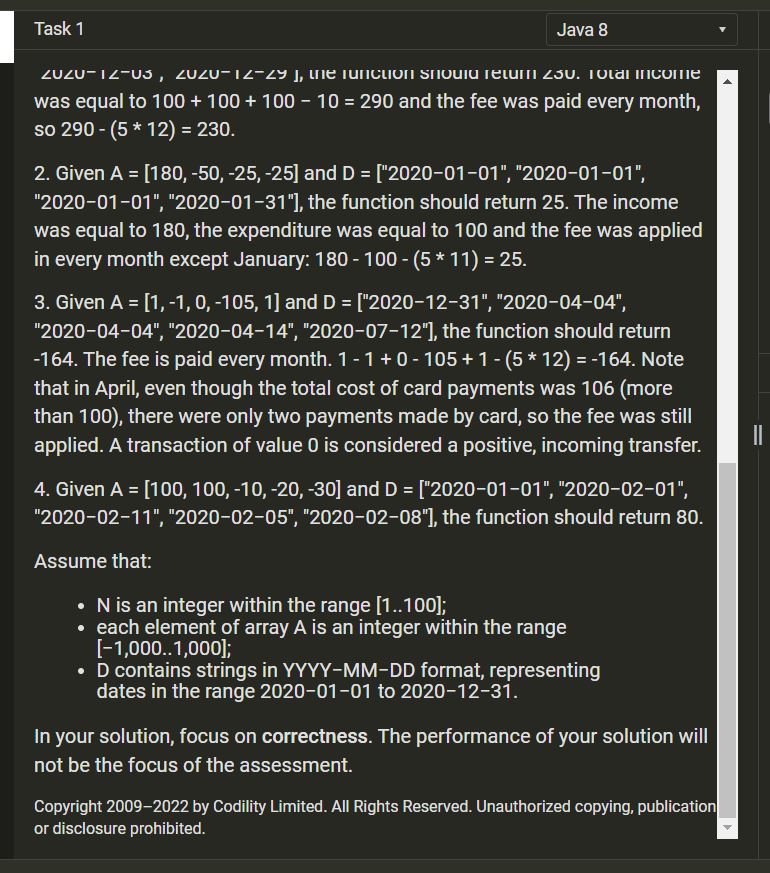 Task 1
Java 8
"2020−12−03", "2020−12−29"], the function should return 230. Total income
was equal to 100 + 100 + 100 − 10 = 290 and the fee was paid every month,
so 290 - (5 * 12) = 230.
2. Given A = [180, -50, -25, -25] and D = ["2020−01−01", "2020−01−01",
"2020−01−01", "2020−01−31"], the function should return 25. The income
was equal to 180, the expenditure was equal to 100 and the fee was applied
in every month except January: 180 - 100 - (5 * 11) = 25.
3. Given A = [1, -1, 0, -105, 1] and D = ["2020−12−31", "2020−04−04",
"2020−04−04", "2020−04−14", "2020−07−12"], the function should return
-164. The fee is paid every month. 1 - 1 + 0 - 105 + 1 - (5 * 12) = -164. Note
that in April, even though the total cost of card payments was 106 (more
than 100), there were only two payments made by card, so the fee was still
applied. A transaction of value 0 is considered a positive, incoming transfer.
4. Given A = [100, 100, -10, -20, -30] and D = ["2020−01−01", "2020−02−01",
"2020−02−11", "2020−02−05", "2020−02−08"], the function should return 80.
Assume that:
• N is an integer within the range [1..100];
• each element of array A is an integer within the range
[−1,000..1,000];
• D contains strings in YYYY−MM−DD format, representing
dates in the range 2020−01−01 to 2020−12−31.
In your solution, focus on correctness. The performance of your solution will
not be the focus of the assessment.
Copyright 2009–2022 by Codility Limited. All Rights Reserved. Unauthorized copying, publication
or disclosure prohibited.